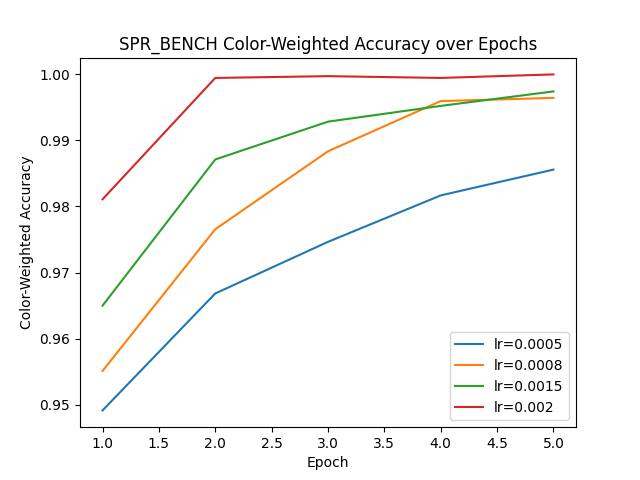 SPR_BENCH Color-Weighted Accuracy over Epochs
Color-Weighted Accuracy
1.00
0.99
0.98
0.97
0.96
0.95
lr=0.0005
lr=0.0008
lr=0.0015
lr=0.002
1.0 1.5 2.0 2.5 3.0 3.5 4.0 4.5 5.0
Epoch